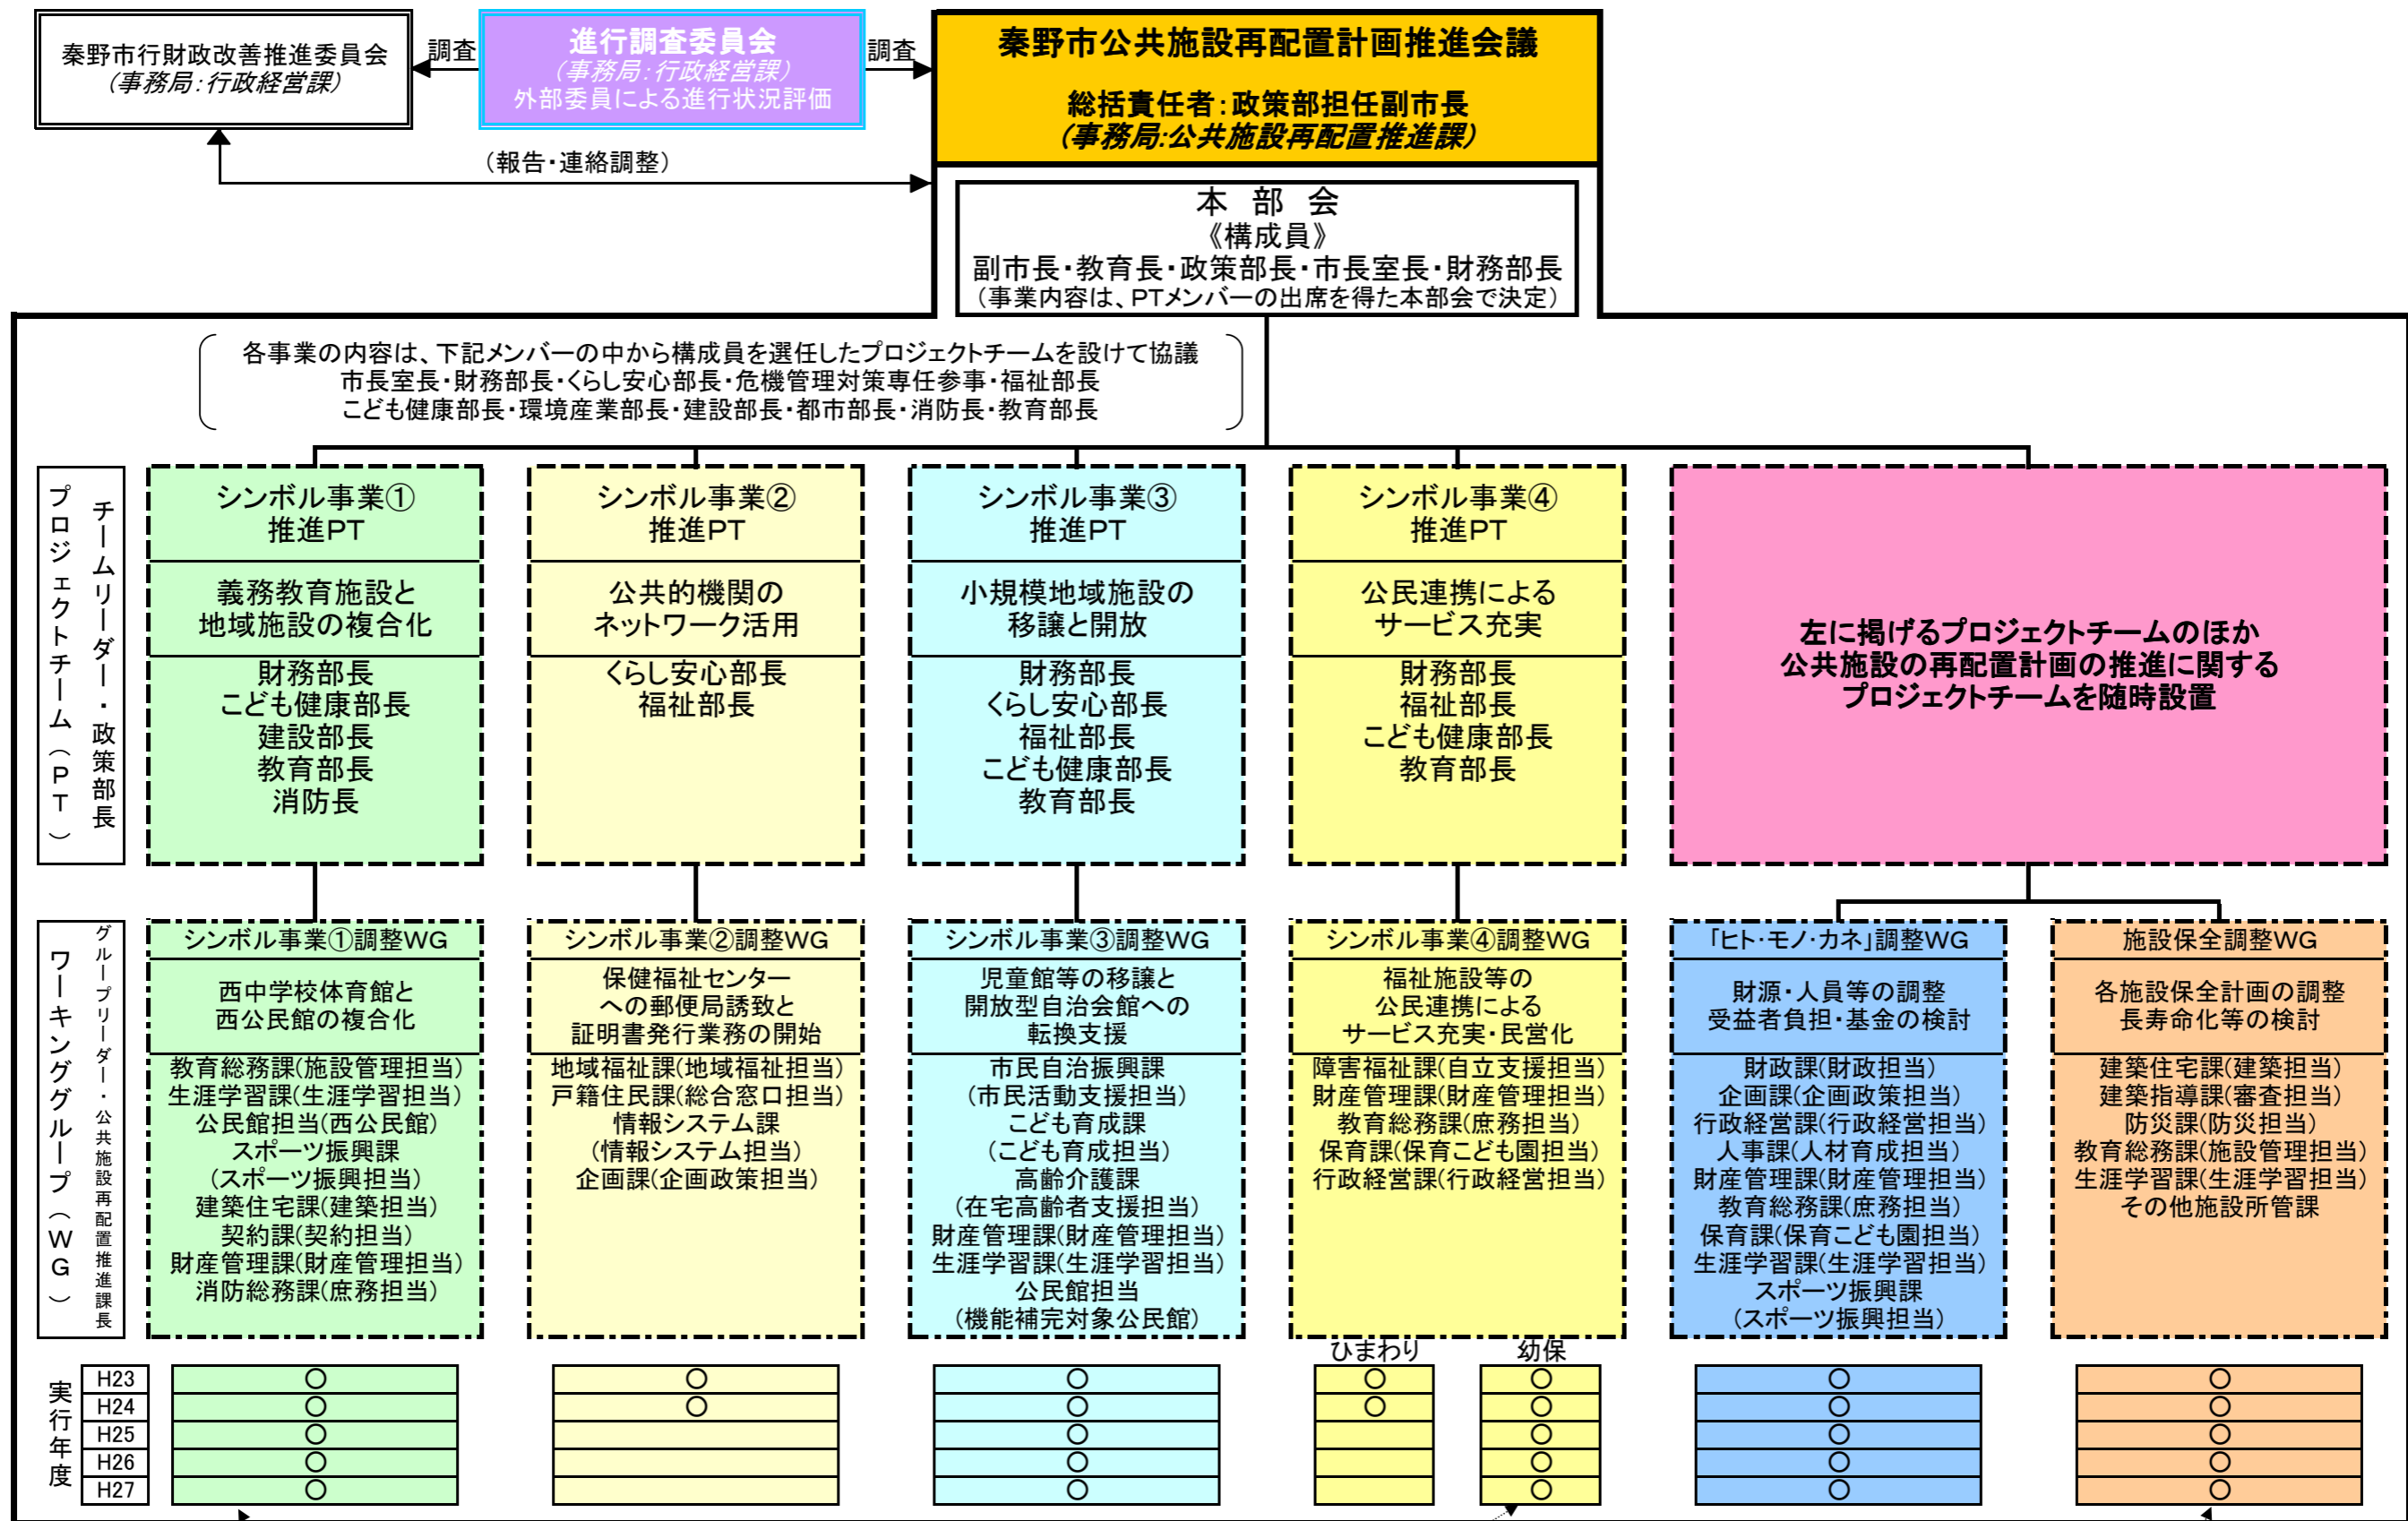 秦野市行財政改善推進委員会
(事務局:行政経営課)
調査
進行調査委員会
(事務局:行政経営課)
外部委員による進行状況評価
調査
秦野市公共施設再配置計画推進会議
総括責任者:政策部担任副市長
(事務局:公共施設再配置推進課)
(報告・連絡調整)
本 部 会
《構成員》
副市長・教育長・政策部長・市長室長・財務部長
(事業内容は、PTメンバーの出席を得た本部会で決定)
各事業の内容は、下記メンバーの中から構成員を選任したプロジェクトチームを設けて協議
市長室長・財務部長・くらし安心部長・危機管理対策専任参事・福祉部長
こども健康部長・環境産業部長・建設部長・都市部長・消防長・教育部長
チームリーダー・政策部長
プロジェクトチーム(PT)
シンボル事業①
推進PT
義務教育施設と
地域施設の複合化
財務部長
こども健康部長
建設部長
教育部長
消防長
シンボル事業②
推進PT
公共的機関の
ネットワーク活用
くらし安心部長
福祉部長
シンボル事業③
推進PT
小規模地域施設の
移譲と開放
財務部長
くらし安心部長
福祉部長
こども健康部長
教育部長
シンボル事業④
推進PT
公民連携による
サービス充実
財務部長
福祉部長
こども健康部長
教育部長
左に掲げるプロジェクトチームのほか
公共施設の再配置計画の推進に関する
プロジェクトチームを随時設置
グループリーダー・公共施設再配置推進課長
ワーキンググループ(WG)
シンボル事業①調整WG
西中学校体育館と
西公民館の複合化
教育総務課(施設管理担当)
生涯学習課(生涯学習担当)
公民館担当(西公民館)
スポーツ振興課
(スポーツ振興担当)
建築住宅課(建築担当)
契約課(契約担当)
財産管理課(財産管理担当)
消防総務課(庶務担当)
シンボル事業②調整WG
保健福祉センター
への郵便局誘致と
証明書発行業務の開始
地域福祉課(地域福祉担当)
戸籍住民課(総合窓口担当)
情報システム課
(情報システム担当)
企画課(企画政策担当)
シンボル事業③調整WG
児童館等の移譲と
開放型自治会館への
転換支援
市民自治振興課
(市民活動支援担当)
こども育成課
(こども育成担当)
高齢介護課
(在宅高齢者支援担当)
財産管理課(財産管理担当)
生涯学習課(生涯学習担当)
公民館担当
(機能補完対象公民館)
シンボル事業④調整WG
福祉施設等の
公民連携による
サービス充実・民営化
障害福祉課(自立支援担当)
財産管理課(財産管理担当)
教育総務課(庶務担当)
保育課(保育こども園担当)
行政経営課(行政経営担当)
「ヒト・モノ・カネ」調整WG
財源・人員等の調整
受益者負担・基金の検討
財政課(財政担当)
企画課(企画政策担当)
行政経営課(行政経営担当)
人事課(人材育成担当)
財産管理課(財産管理担当)
教育総務課(庶務担当)
保育課(保育こども園担当)
生涯学習課(生涯学習担当)
スポーツ振興課
(スポーツ振興担当)
施設保全調整WG
各施設保全計画の調整
長寿命化等の検討
建築住宅課(建築担当)
建築指導課(審査担当)
防災課(防災担当)
教育総務課(施設管理担当)
生涯学習課(生涯学習担当)
その他施設所管課
ひまわり 幼保
実行年度
H23 ○ ○ ○ ○ ○ ○ ○
H24 ○ ○ ○ ○ ○ ○ ○
H25 ○ ○ ○ ○ ○
H26 ○ ○ ○ ○ ○
H27 ○ ○ ○ ○ ○